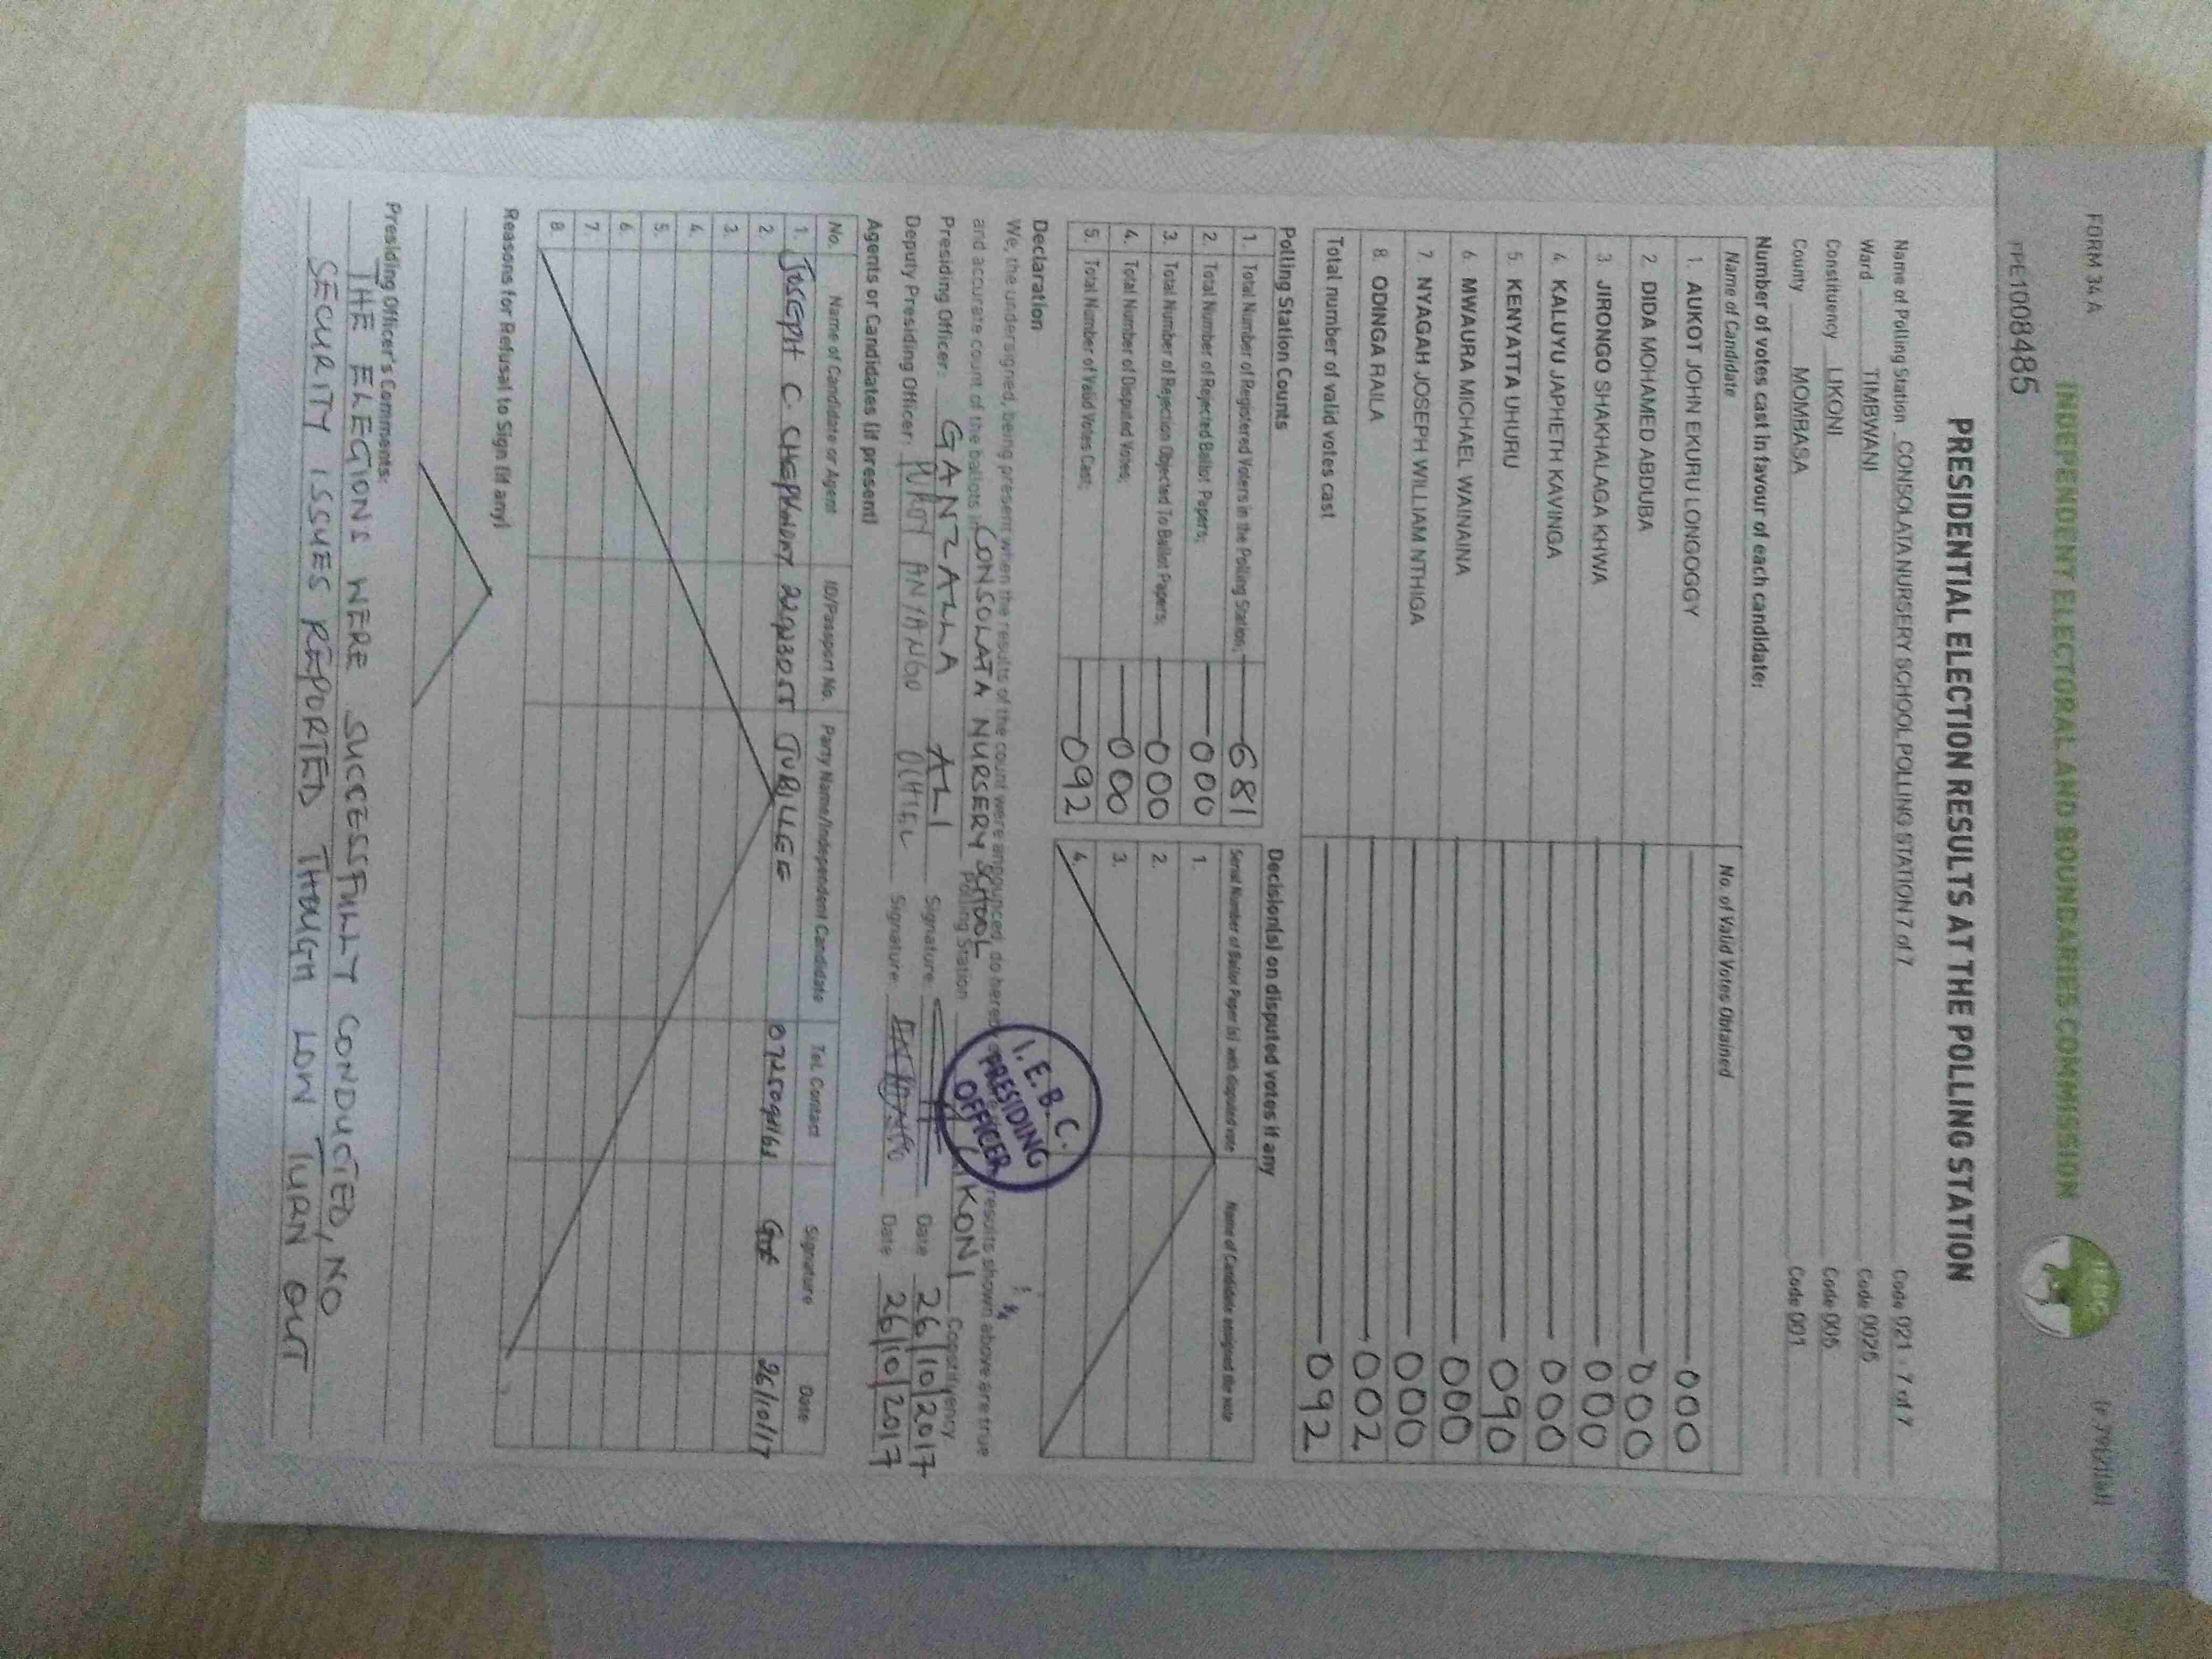 FORM 34 A
INDEPENDENT ELECTORAL AND BOUNDARIES COMMISSION
IEBC
PPE1008485
PRESIDENTIAL ELECTION RESULTS AT THE POLLING STATION
Name of Polling Station CONSOLATA NURSERY SCHOOL POLLING STATION 7 of 7 Code 021 - 7 of 7
Ward TIMBWANI Code 0025
Constituency LIKONI Code 005
County MOMBASA Code 001
Number of votes cast in favour of each candidate:
Name of Candidate No. of Valid Votes Obtained
1. AUKOT JOHN EKURU LONGOGGY 000
2. DIDA MOHAMED ABDUBA 000
3. JIRONGO SHAKHALAGA KHWA 000
4. KALUYU JAPHETH KAVINGA 000
5. KENYATTA UHURU 090
6. MWAURA MICHAEL WAINAINA 000
7. NYAGAH JOSEPH WILLIAM NTHIGA 000
8. ODINGA RAILA 002
Total number of valid votes cast 092
Polling Station Counts
1. Total Number of Registered Voters in the Polling Station; 681
2. Total Number of Rejected Ballot Papers; 000
3. Total Number of Rejection Objected To Ballot Papers; 000
4. Total Number of Disputed Votes; 000
5. Total Number of Valid Votes Cast; 092
Decision(s) on disputed votes if any
Serial Number of Ballot Paper (s) with disputed vote Name of Candidate assigned the vote
1.
2.
3.
4.
Declaration
We, the undersigned, being present when the results of the count were announced, do hereby results shown above are true
and accurate count of the ballots in CONSOLATA NURSERY SCHOOL Polling Station LIKONI Constituency
I.E.B.C.
PRESIDING
OFFICER
Presiding Officer: GANZALLA ALI Signature: Date 26/10/2017
Deputy Presiding Officer: ANYANGO Signature: Date 26/10/2017
Agents or Candidates (if present)
No. Name of Candidate or Agent ID/Passport No. Party Name/Independent Candidate Tel. Contact Signature Date
1. JOSEPH C. JUBILEE 26/10/17
2.
3.
4.
5.
6.
7.
8.
Reasons for Refusal to Sign (if any)
Presiding Officer's Comments:
THE ELECTIONS WERE SUCCESSFULLY CONDUCTED, NO
SECURITY ISSUES REPORTED THOUGH LOW TURN OUT